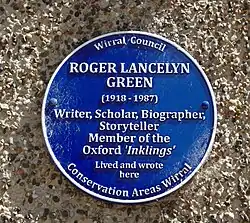 Wirral Council
ROGER LANCELYN
GREEN
(1918 - 1987)
Writer, Scholar, Biographer,
Storyteller
Member of the
Oxford 'Inklings'
Lived and wrote
here
Conservation Areas Wirral